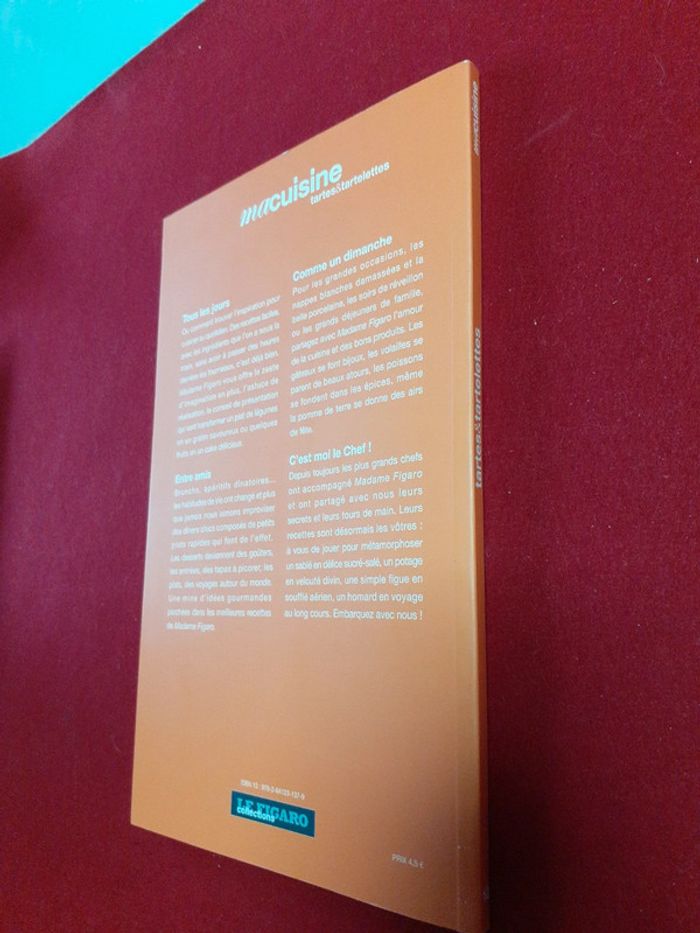 macuisine
tartes&tartelettes
Tous les jours
Ou comment trouver l'inspiration pour
cuisiner au quotidien. Des recettes faciles,
avec les ingrédients que l'on a sous la
main, sans avoir à passer des heures
derrière les fourneaux, c'est déjà bien.
Madame Figaro vous offre le zeste
d'imagination en plus, l'astuce de
réalisation, le conseil de présentation
qui vont transformer un plat de légumes
en un gratin savoureux ou quelques
fruits en un cake délicieux.
Entre amis
Brunchs, apéritifs dînatoires...
les habitudes de vie ont changé et plus
que jamais nous aimons improviser
des dîners chics composés de petits
plats rapides qui font de l'effet.
Les desserts deviennent des goûters,
les entrées, des tapas à picorer, les
plats, des voyages autour du monde.
Une mine d'idées gourmandes
piochées dans les meilleures recettes
de Madame Figaro.
Comme un dimanche
Pour les grandes occasions, les
nappes blanches damassées et la
belle porcelaine, les soirs de réveillon
ou les grands déjeuners de famille,
partagez avec Madame Figaro l'amour
de la cuisine et des bons produits. Les
gâteaux se font bijoux, les volailles se
parent de beaux atours, les poissons
se fondent dans les épices, même
la pomme de terre se donne des airs
de fête.
C'est moi le Chef !
Depuis toujours les plus grands chefs
ont accompagné Madame Figaro
et ont partagé avec nous leurs
secrets et leurs tours de main. Leurs
recettes sont désormais les vôtres :
à vous de jouer pour métamorphoser
un sablé en délice sucré-salé, un potage
en velouté divin, une simple figue en
soufflé aérien, un homard en voyage
au long cours. Embarquez avec nous !
ISBN 13 : 978-2-84123-137-9
LE FIGARO
collections
PRIX 4,5 €
macuisine
tartes&tartelettes